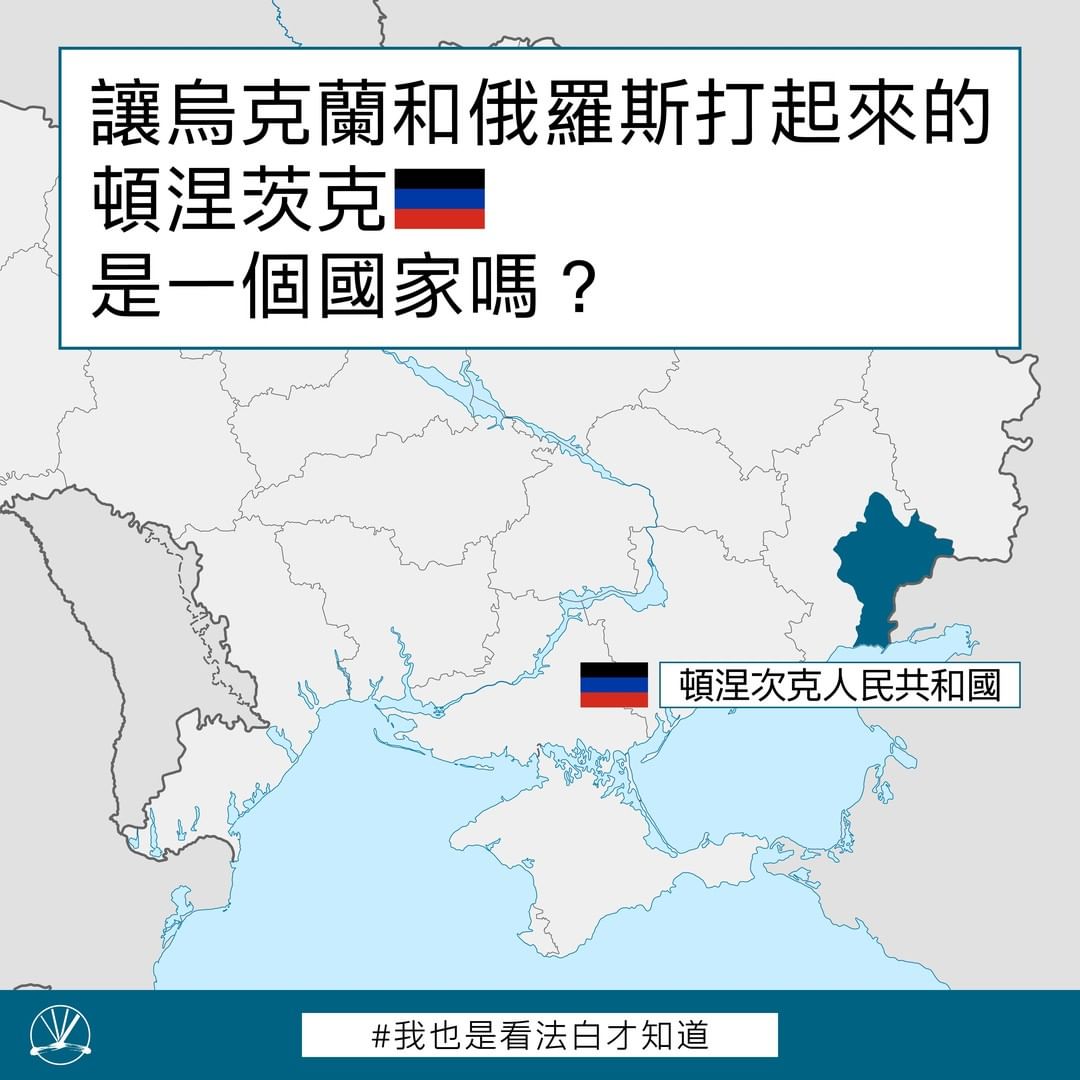 讓烏克蘭和俄羅斯打起來的
頓涅茨克
是一個國家嗎？
頓涅次克人民共和國
#我也是看法白才知道